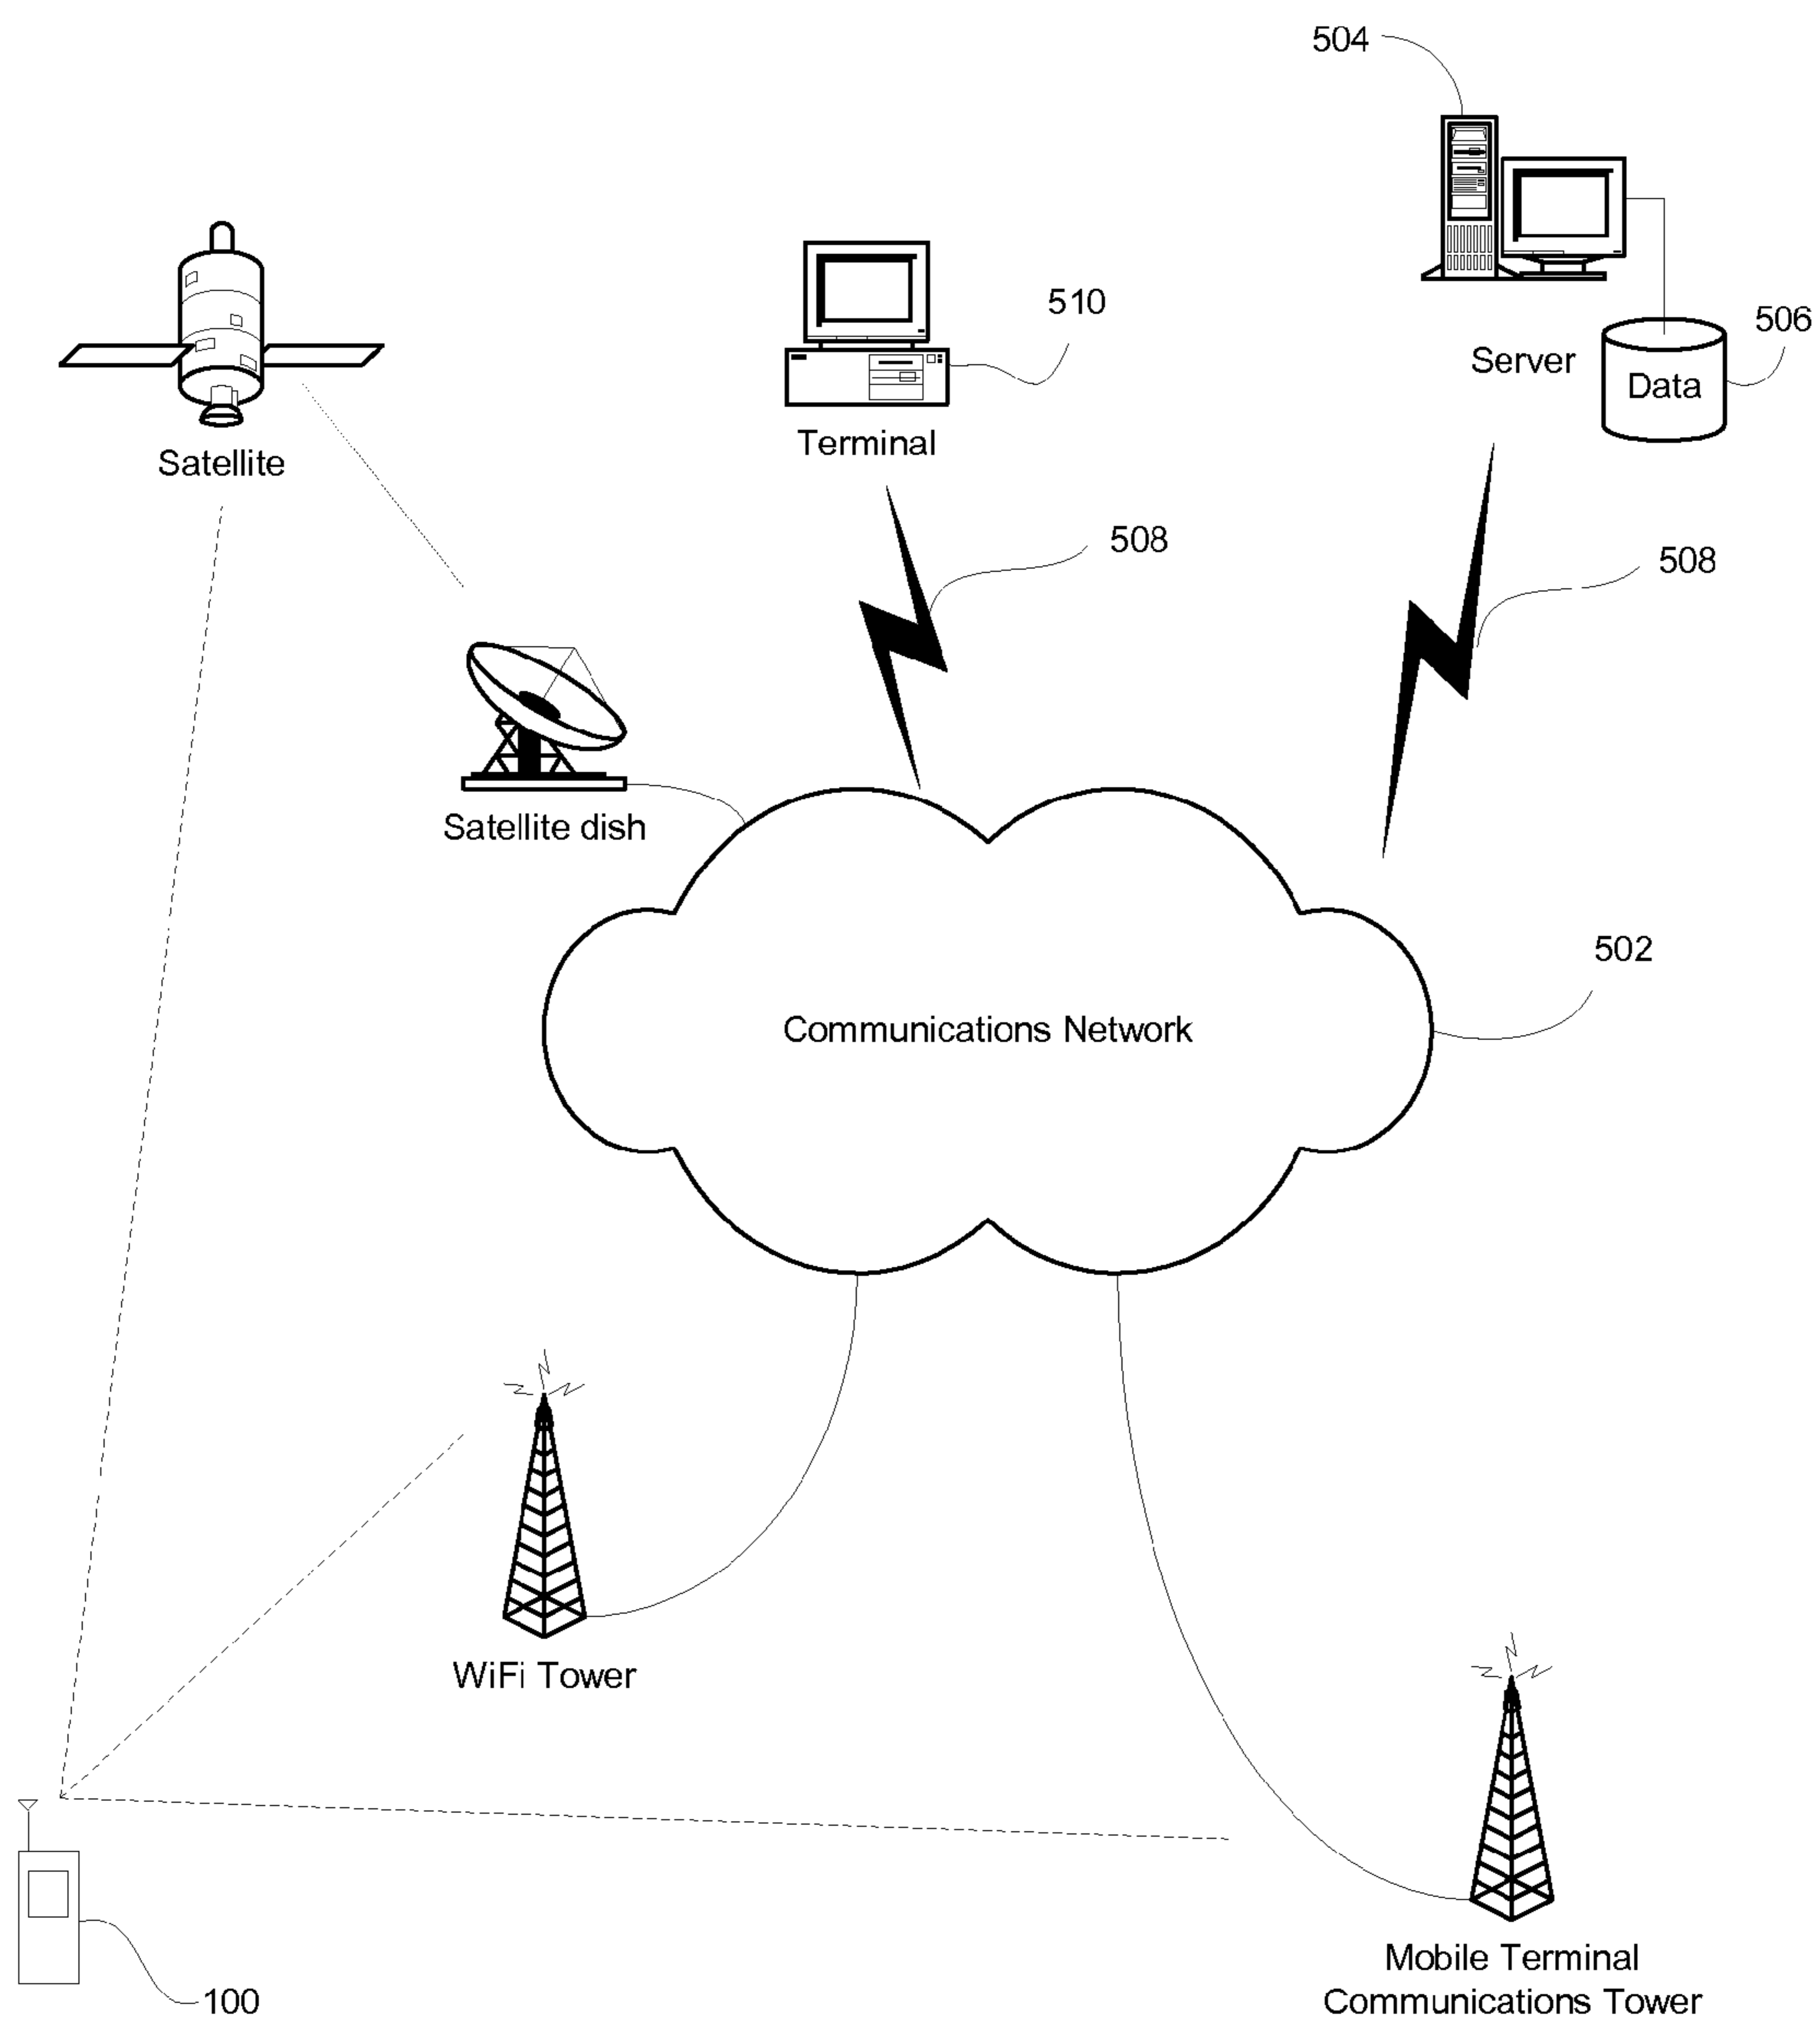 504
510
506
Server
Data
Terminal
Satellite
508
508
Satellite dish
502
Communications Network
WiFi Tower
Mobile Terminal
Communications Tower
100